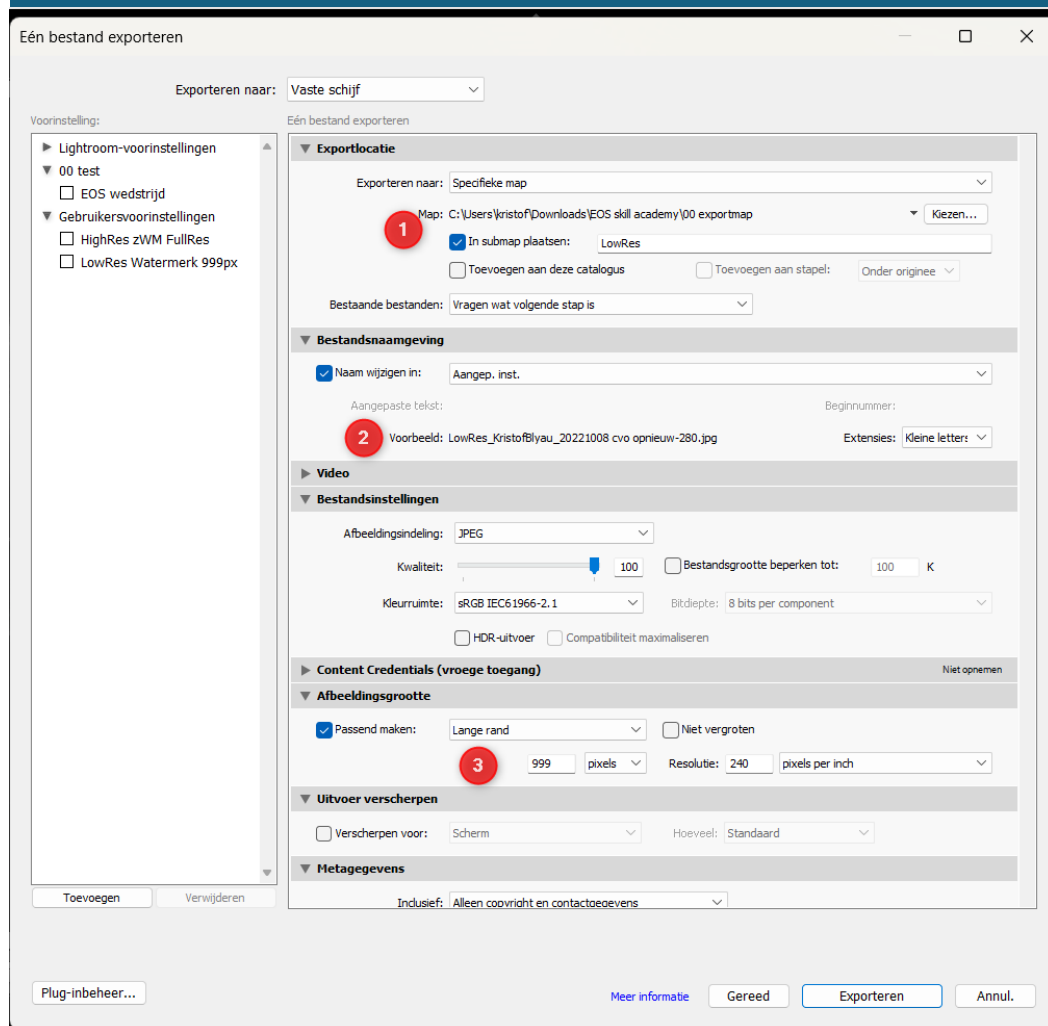 Eén bestand exporteren
Exporteren naar: Vaste schijf
Voorinstelling:
Lightroom-voorinstellingen
00 test
EOS wedstrijd
Gebruikersvoorinstellingen
HighRes zWM FullRes
LowRes Watermerk 999px
Toevoegen Verwijderen
Eén bestand exporteren
Exportlocatie
Exporteren naar: Specifieke map
1 Map: C:\Users\kristof\Downloads\EOS skill academy\00 exportmap Kiezen...
In submap plaatsen: LowRes
Toevoegen aan deze catalogus Toevoegen aan stapel: Onder originee
Bestaande bestanden: Vragen wat volgende stap is
Bestandsnaamgeving
Naam wijzigen in: Aangep. inst.
Aangepaste tekst: Beginnummer:
2 Voorbeeld: LowRes_KristofBlyau_20221008 cvo opnieuw-280.jpg Extensies: Kleine letters
Video
Bestandsinstellingen
Afbeeldingsindeling: JPEG
Kwaliteit: 100 Bestandsgrootte beperken tot: 100 K
Kleurruimte: sRGB IEC61966-2.1 Bitdiepte: 8 bits per component
HDR-uitvoer Compatibiliteit maximaliseren
Content Credentials (vroege toegang) Niet opnemen
Afbeeldingsgrootte
Passend maken: Lange rand Niet vergroten
3 999 pixels Resolutie: 240 pixels per inch
Uitvoer verscherpen
Verscherpen voor: Scherm Hoeveel: Standaard
Metagegevens
Inclusief: Alleen copyright en contactgegevens
Plug-inbeheer... Meer informatie Gereed Exporteren Annul.